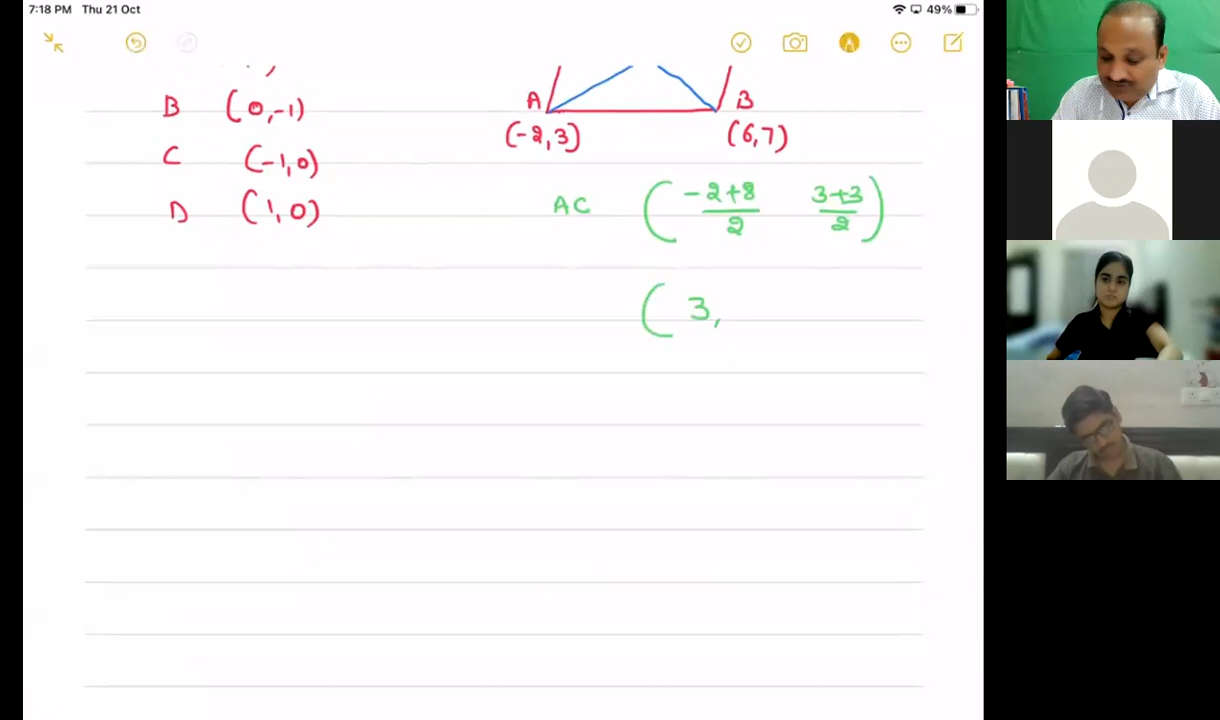 7:18 PM Thu 21 Oct 49%
A B
B (0,-1) (-2,3) (6,7)
C (-1,0)
D (1,0) AC (-2+8/2 3+3/2)
(3,